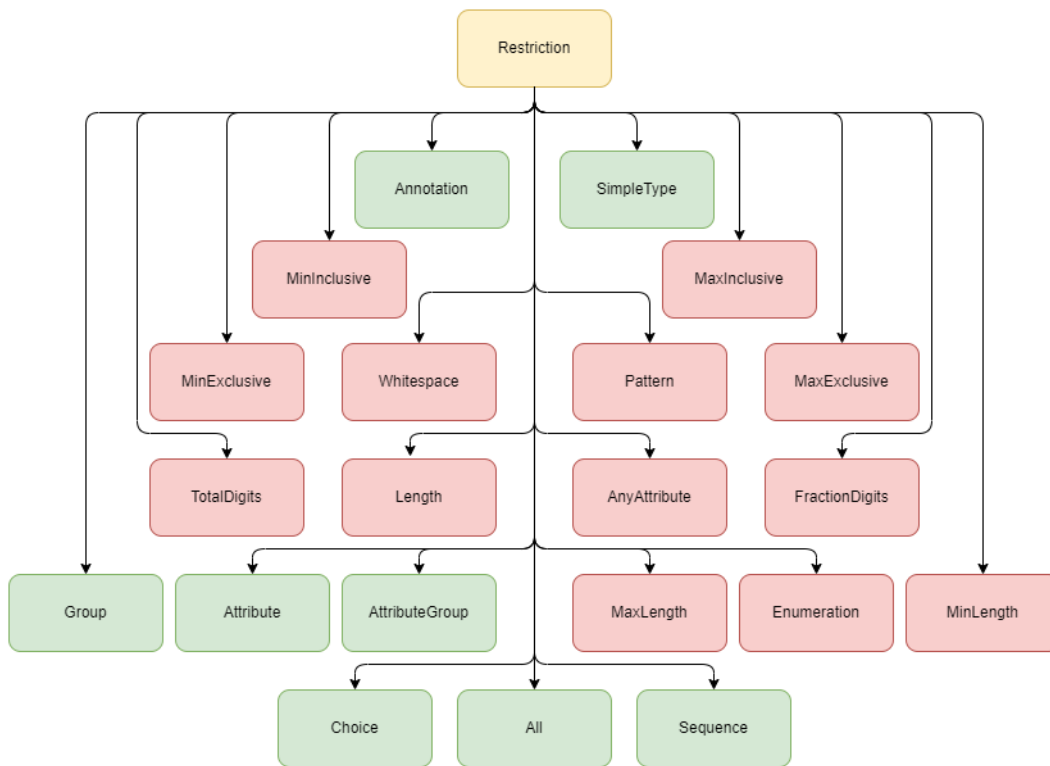 Restriction
Annotation
SimpleType
MinInclusive
MaxInclusive
MinExclusive
Whitespace
Pattern
MaxExclusive
TotalDigits
Length
AnyAttribute
FractionDigits
Group
Attribute
AttributeGroup
MaxLength
Enumeration
MinLength
Choice
All
Sequence